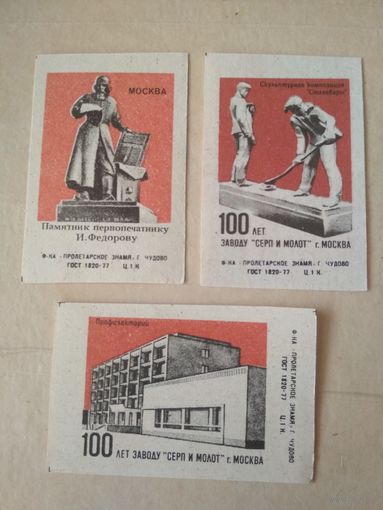 МОСКВА
Памятник первопечатнику
И. Федорову
Ф-КА "ПРОЛЕТАРСКОЕ ЗНАМЯ" Г. ЧУДОВО
ГОСТ 1820-77 Ц. 1 К.
Скульптурная композиция
"Сталевары"
100 ЛЕТ
ЗАВОДУ "СЕРП И МОЛОТ" г. МОСКВА
Ф-КА "ПРОЛЕТАРСКОЕ ЗНАМЯ" Г. ЧУДОВО
ГОСТ 1820-77 Ц. 1 К.
Профилакторий
100 ЛЕТ ЗАВОДУ "СЕРП И МОЛОТ" г. МОСКВА
Ф-КА "ПРОЛЕТАРСКОЕ ЗНАМЯ" Г. ЧУДОВО
ГОСТ 1820-77 Ц. 1 К.